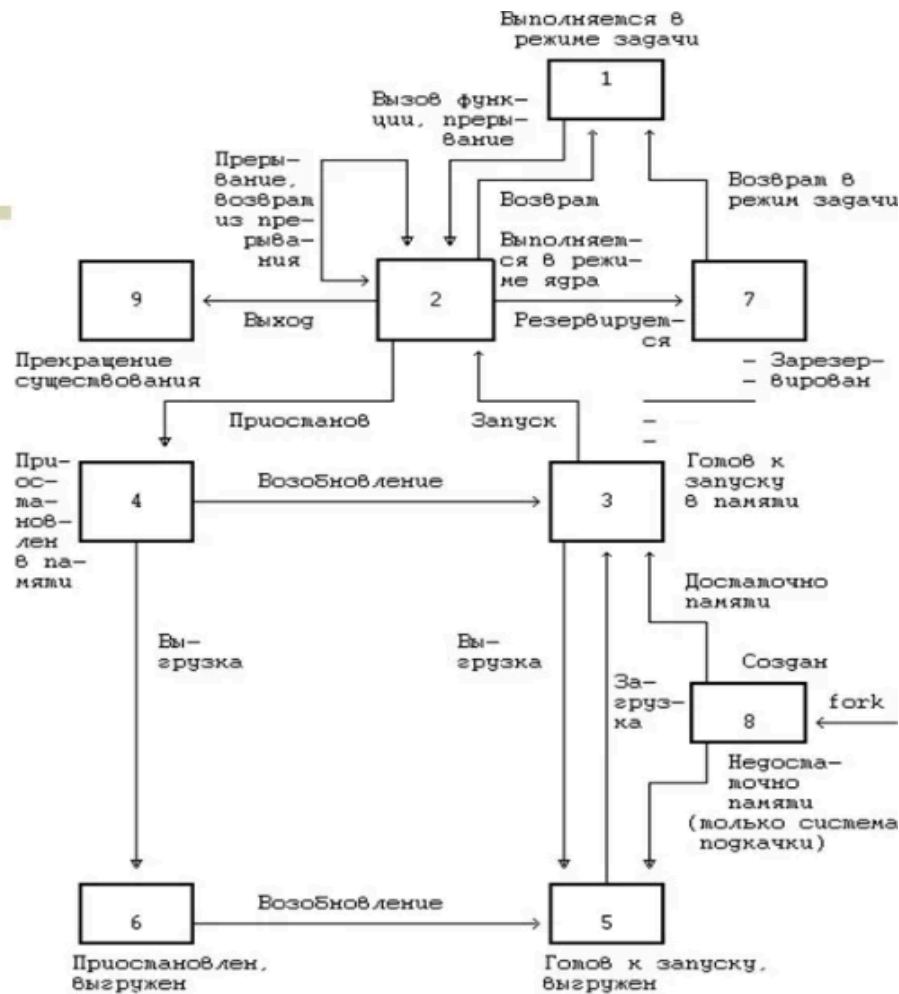 Выполняется в
режиме задачи
1
Вызов функ-
ции, преры-
вание
Преры-
вание,
возврат
из пре-
рыва-
ния
Возврат
Возврат в
режим задачи
Выполняет-
ся в режи-
ме ядра
9
2
7
Выход
Резервирует-
ся
Прекращение
существования
- Зарезер-
- вирован
Приостанов
Запуск
-
-
При-
ос-
та-
нов-
лен
в па-
мяти
4
Возобновление
3
Готов к
запуску
в памяти
Достаточно
памяти
Вы-
грузка
Вы-
грузка
За-
груз-
ка
Создан
8
fork
Недоста-
точно
памяти
(только система
подкачки)
6
Возобновление
5
Приостановлен,
выгружен
Готов к запуску,
выгружен